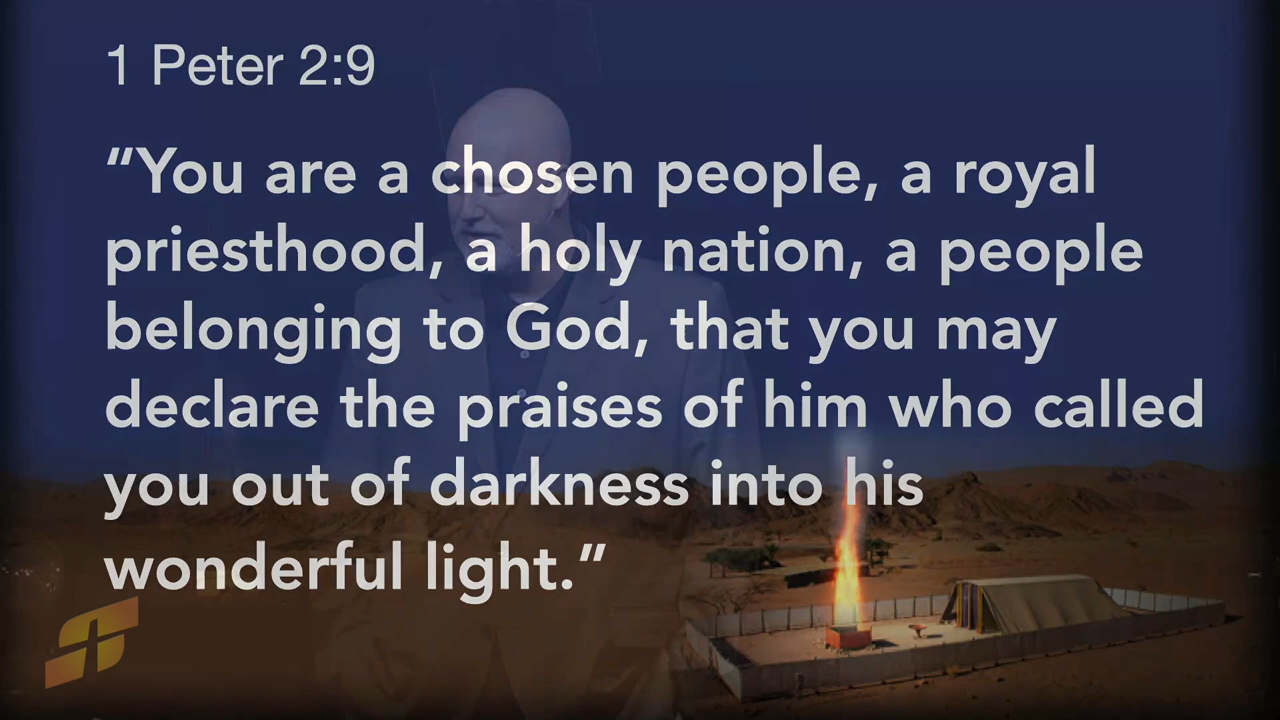 1 Peter 2:9
“You are a chosen people, a royal
priesthood, a holy nation, a people
belonging to God, that you may
declare the praises of him who called
you out of darkness into his
wonderful light.”